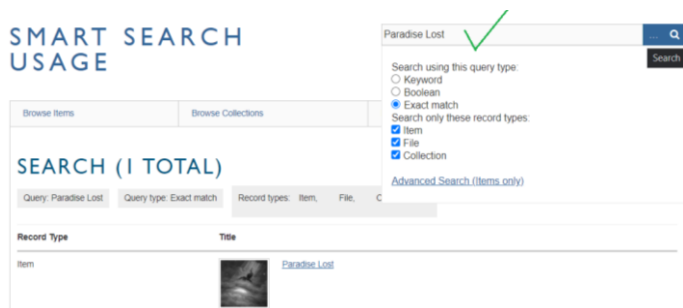 SMART SEARCH
USAGE
Paradise Lost
...
Search
Search using this query type:
Keyword
Boolean
Exact match
Search only these record types:
Item
File
Collection
Advanced Search (Items only)
Browse Items
Browse Collections
SEARCH (1 TOTAL)
Query: Paradise Lost
Query type: Exact match
Record types: Item, File, C
Record Type
Title
Item
Paradise Lost